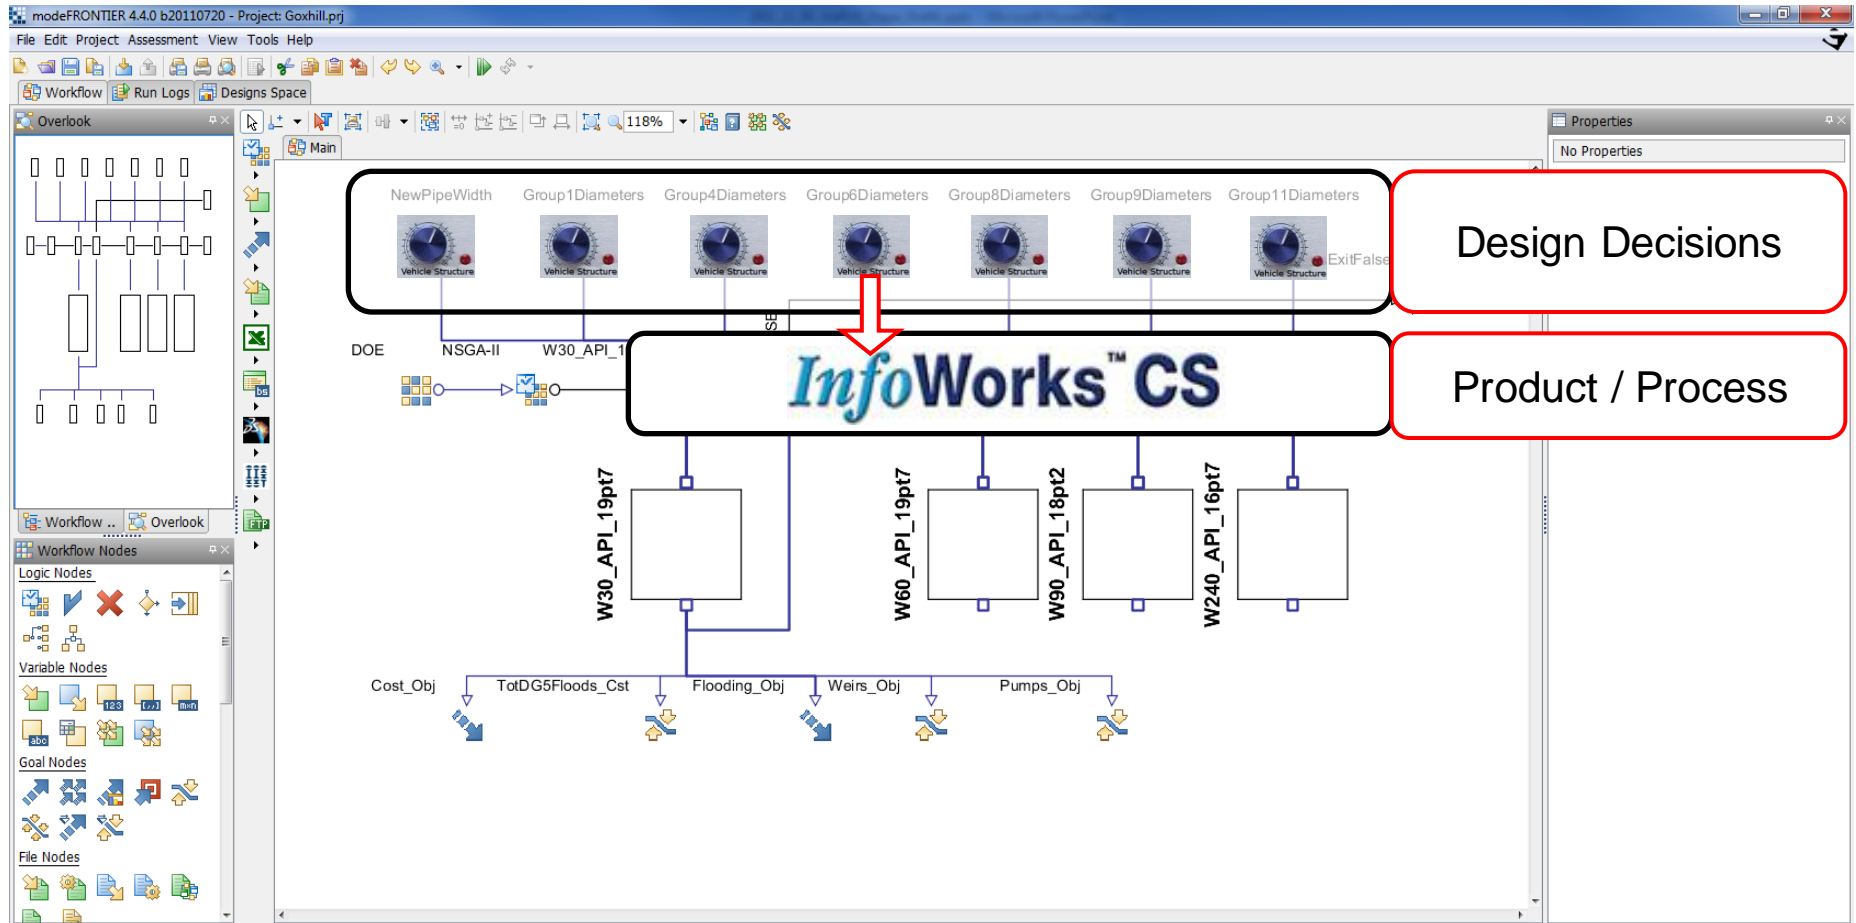 modeFRONTIER 4.4.0 b20110720 - Project: Goxhill.prj
File Edit Project Assessment View Tools Help
Workflow Run Logs Designs Space
Overlook
118%
Properties
Main
No Properties
NewPipeWidth Group1Diameters Group4Diameters Group6Diameters Group8Diameters Group9Diameters Group11Diameters
Vehicle Structure Vehicle Structure Vehicle Structure Vehicle Structure Vehicle Structure Vehicle Structure Vehicle Structure
ExitFalse
Design Decisions
DOE NSGA-II W30_API_1
InfoWorks™ CS
Product / Process
W30_API_19pt7
W60_API_19pt7
W90_API_18pt2
W240_API_16pt7
Workflow .. Overlook
Workflow Nodes
Logic Nodes
Variable Nodes
123
abc
Cost_Obj TotDG5Floods_Cst Flooding_Obj Weirs_Obj Pumps_Obj
Goal Nodes
File Nodes
bs
FTP